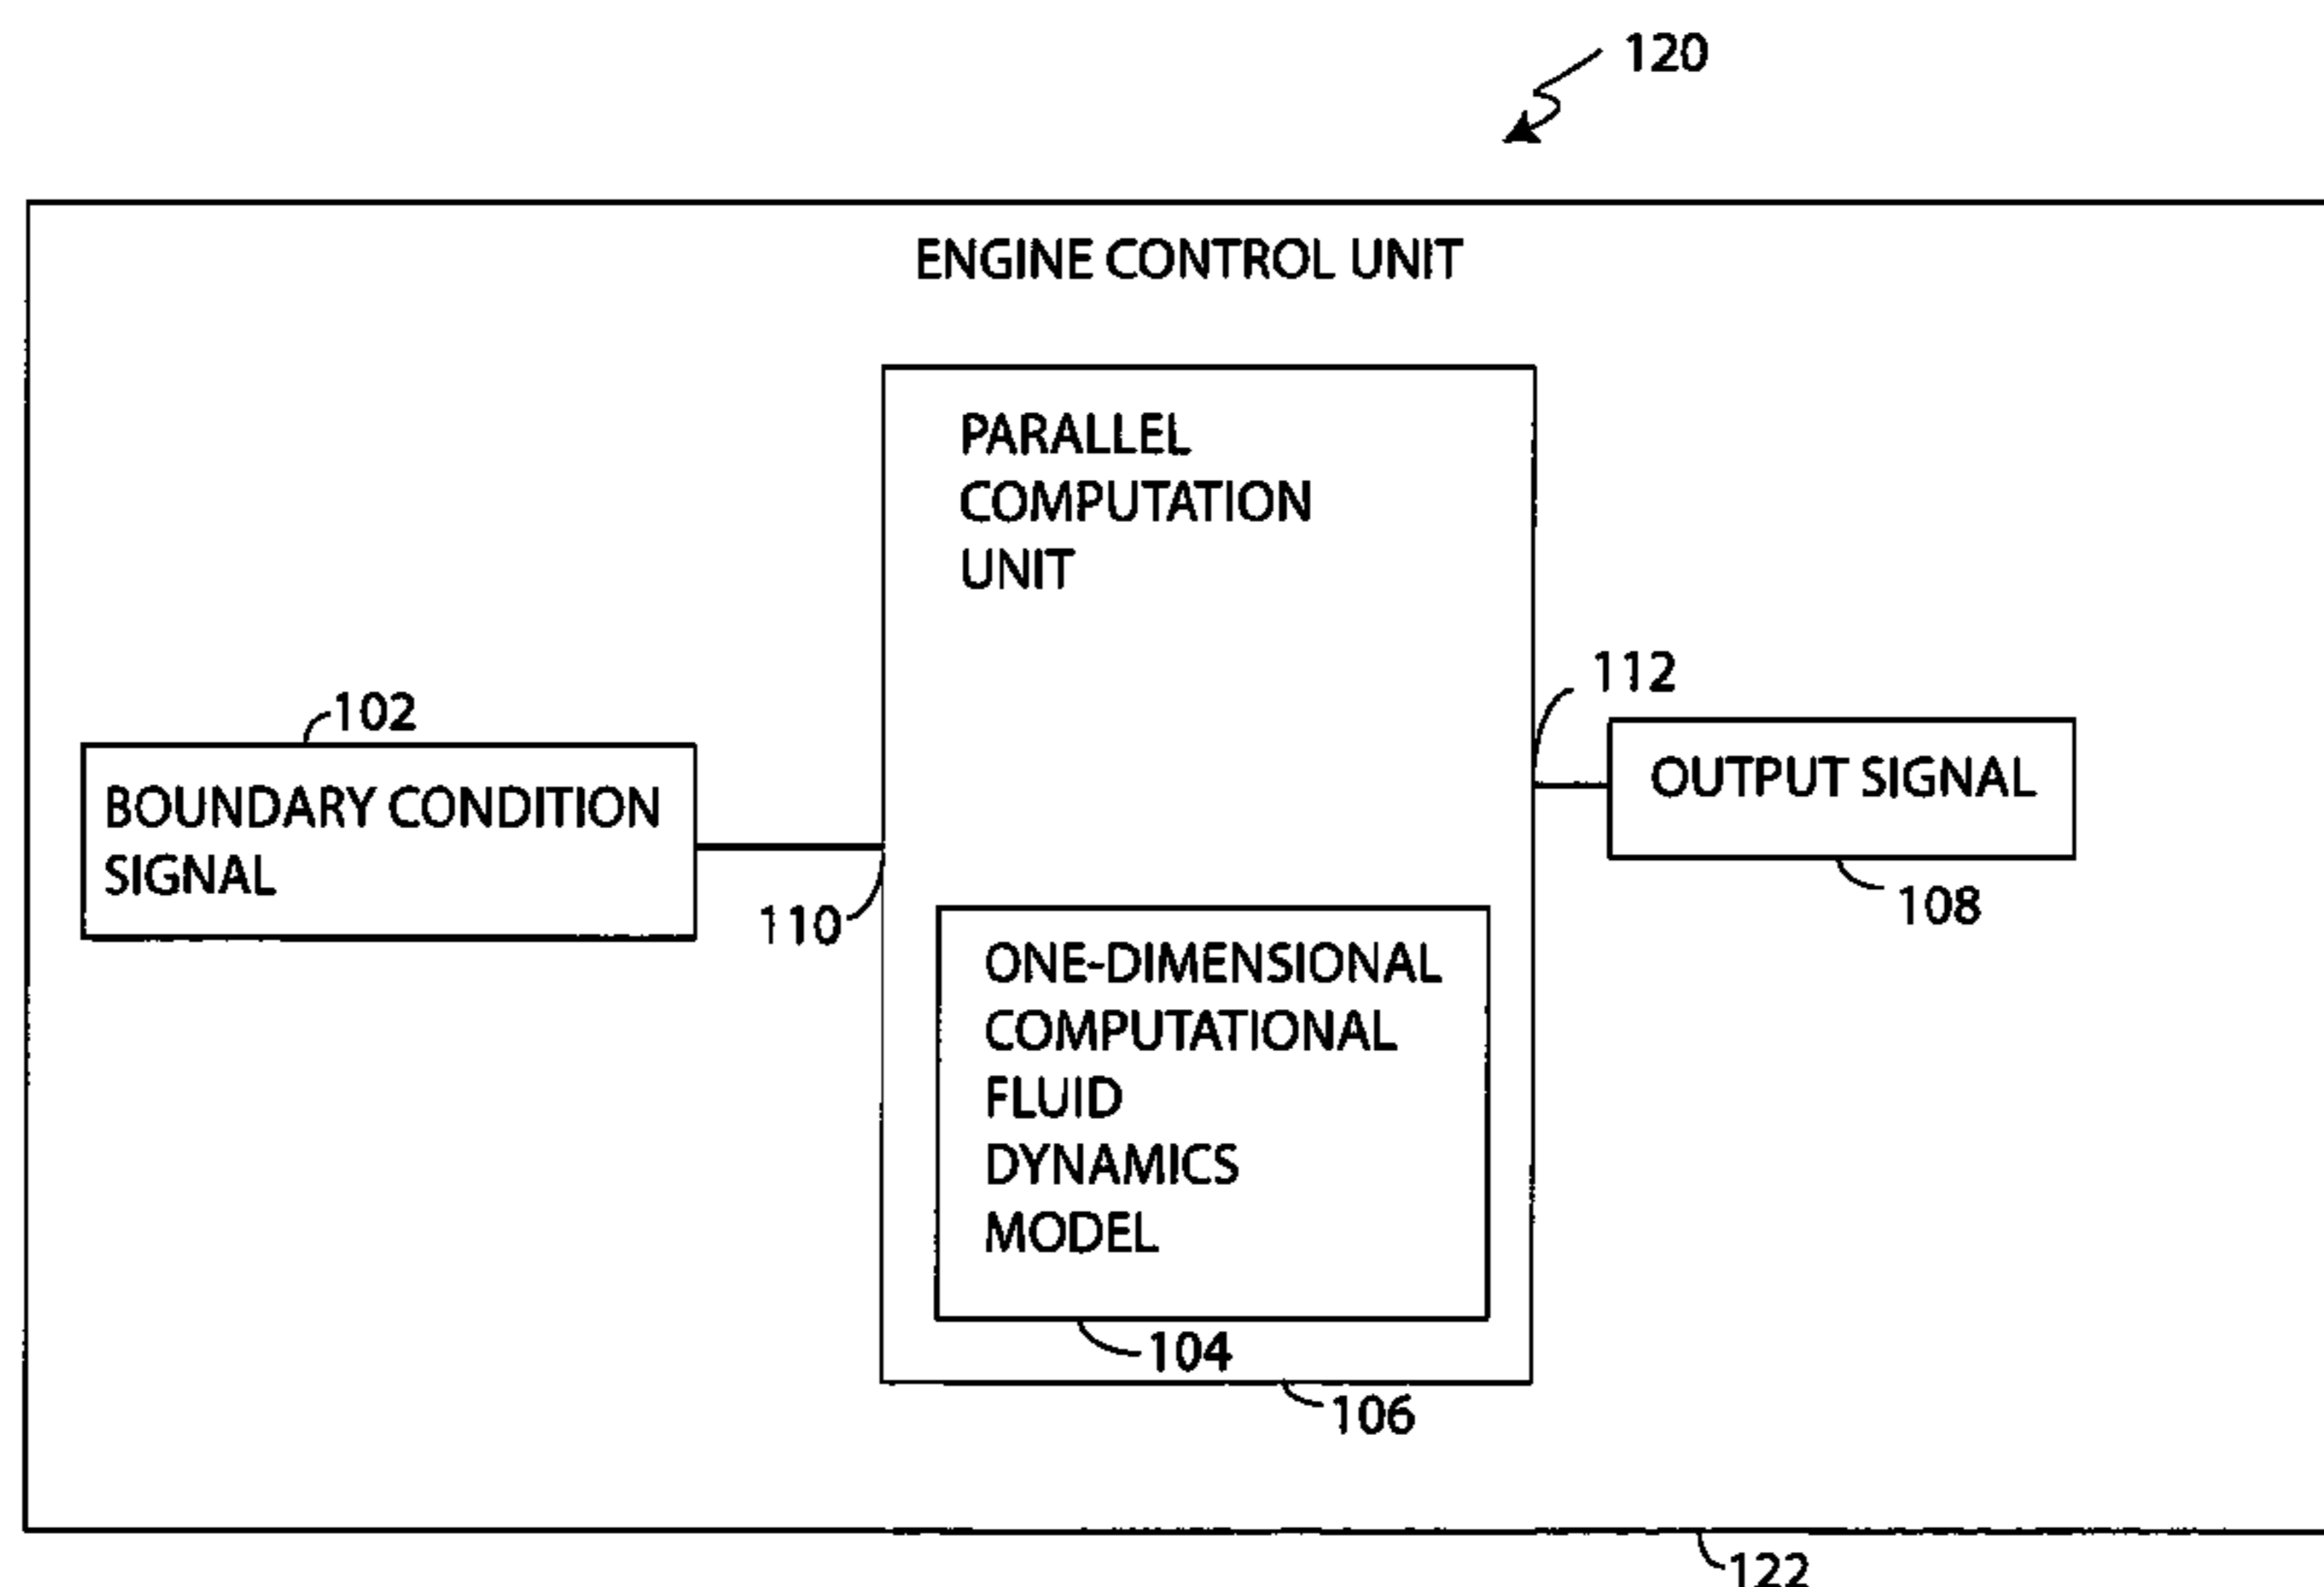 120
ENGINE CONTROL UNIT
PARALLEL
COMPUTATION
UNIT
112
102
BOUNDARY CONDITION
SIGNAL
OUTPUT SIGNAL
110
108
ONE-DIMENSIONAL
COMPUTATIONAL
FLUID
DYNAMICS
MODEL
104
106
122